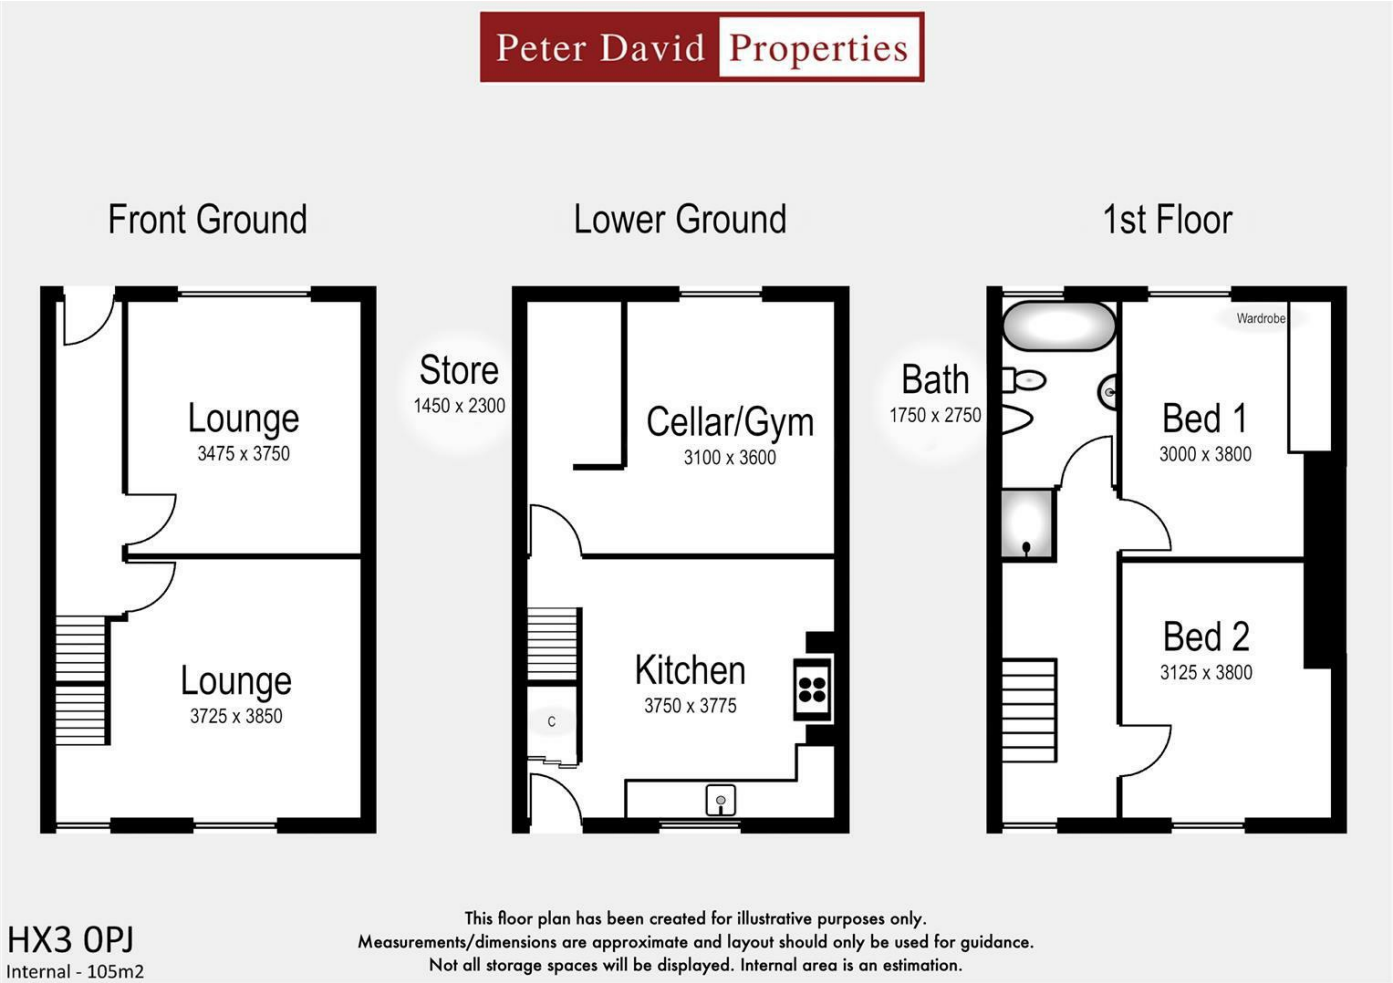 Peter David Properties
Front Ground
Lower Ground
1st Floor
Lounge
3475 x 3750
Lounge
3725 x 3850
Store
1450 x 2300
Cellar/Gym
3100 x 3600
Kitchen
3750 x 3775
C
Bath
1750 x 2750
Wardrobe
Bed 1
3000 x 3800
Bed 2
3125 x 3800
HX3 0PJ
Internal - 105m2
This floor plan has been created for illustrative purposes only.
Measurements/dimensions are approximate and layout should only be used for guidance.
Not all storage spaces will be displayed. Internal area is an estimation.